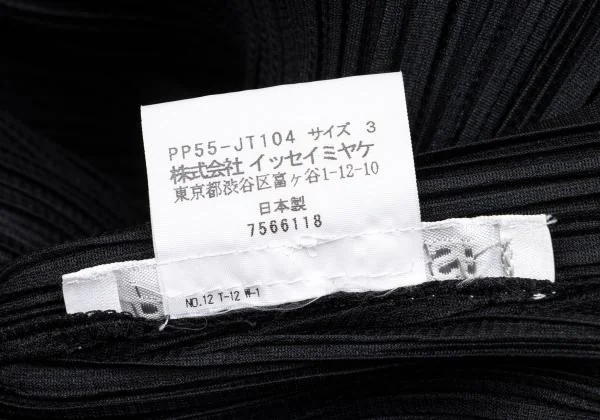 PP55-JT104 サイズ 3
株式会社 イッセイミヤケ
東京都渋谷区富ヶ谷1-12-10
日本製
7566118
NO.12 T-12 W-1